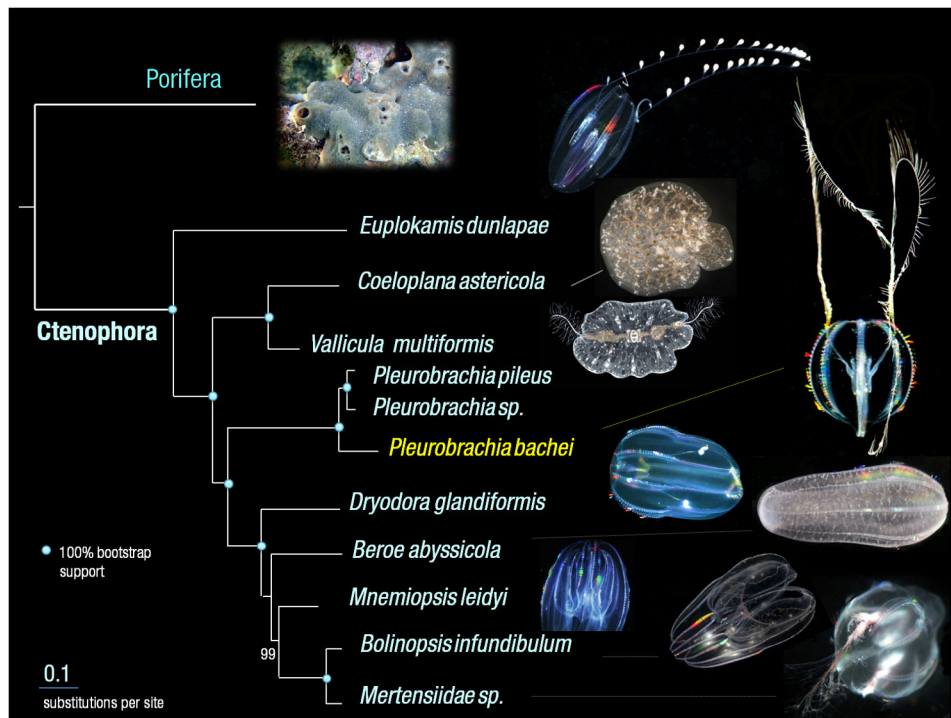 Porifera
Euplokamis dunlapae
Coeloplana astericola
Ctenophora
Vallicula multiformis
Pleurobrachia pileus
Pleurobrachia sp.
Pleurobrachia bachei
Dryodora glandiformis
100% bootstrap
support
Beroe abyssicola
Mnemiopsis leidyi
99
Bolinopsis infundibulum
0.1
substitutions per site
Mertensiidae sp.